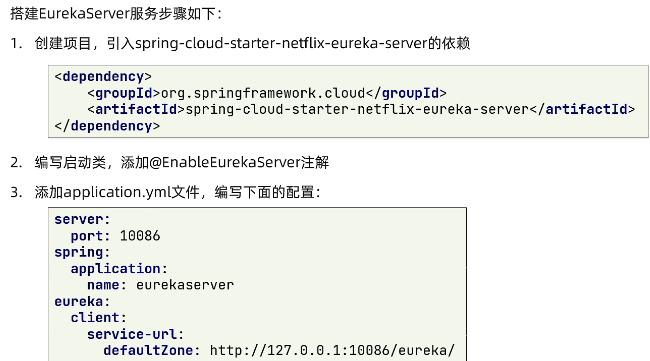 搭建EurekaServer服务步骤如下：
1. 创建项目，引入spring-cloud-starter-netflix-eureka-server的依赖
<dependency>
    <groupId>org.springframework.cloud</groupId>
    <artifactId>spring-cloud-starter-netflix-eureka-server</artifactId>
</dependency>
2. 编写启动类，添加@EnableEurekaServer注解
3. 添加application.yml文件，编写下面的配置：
server:
  port: 10086
spring:
  application:
    name: eurekaserver
eureka:
  client:
    service-url:
      defaultZone: http://127.0.0.1:10086/eureka/